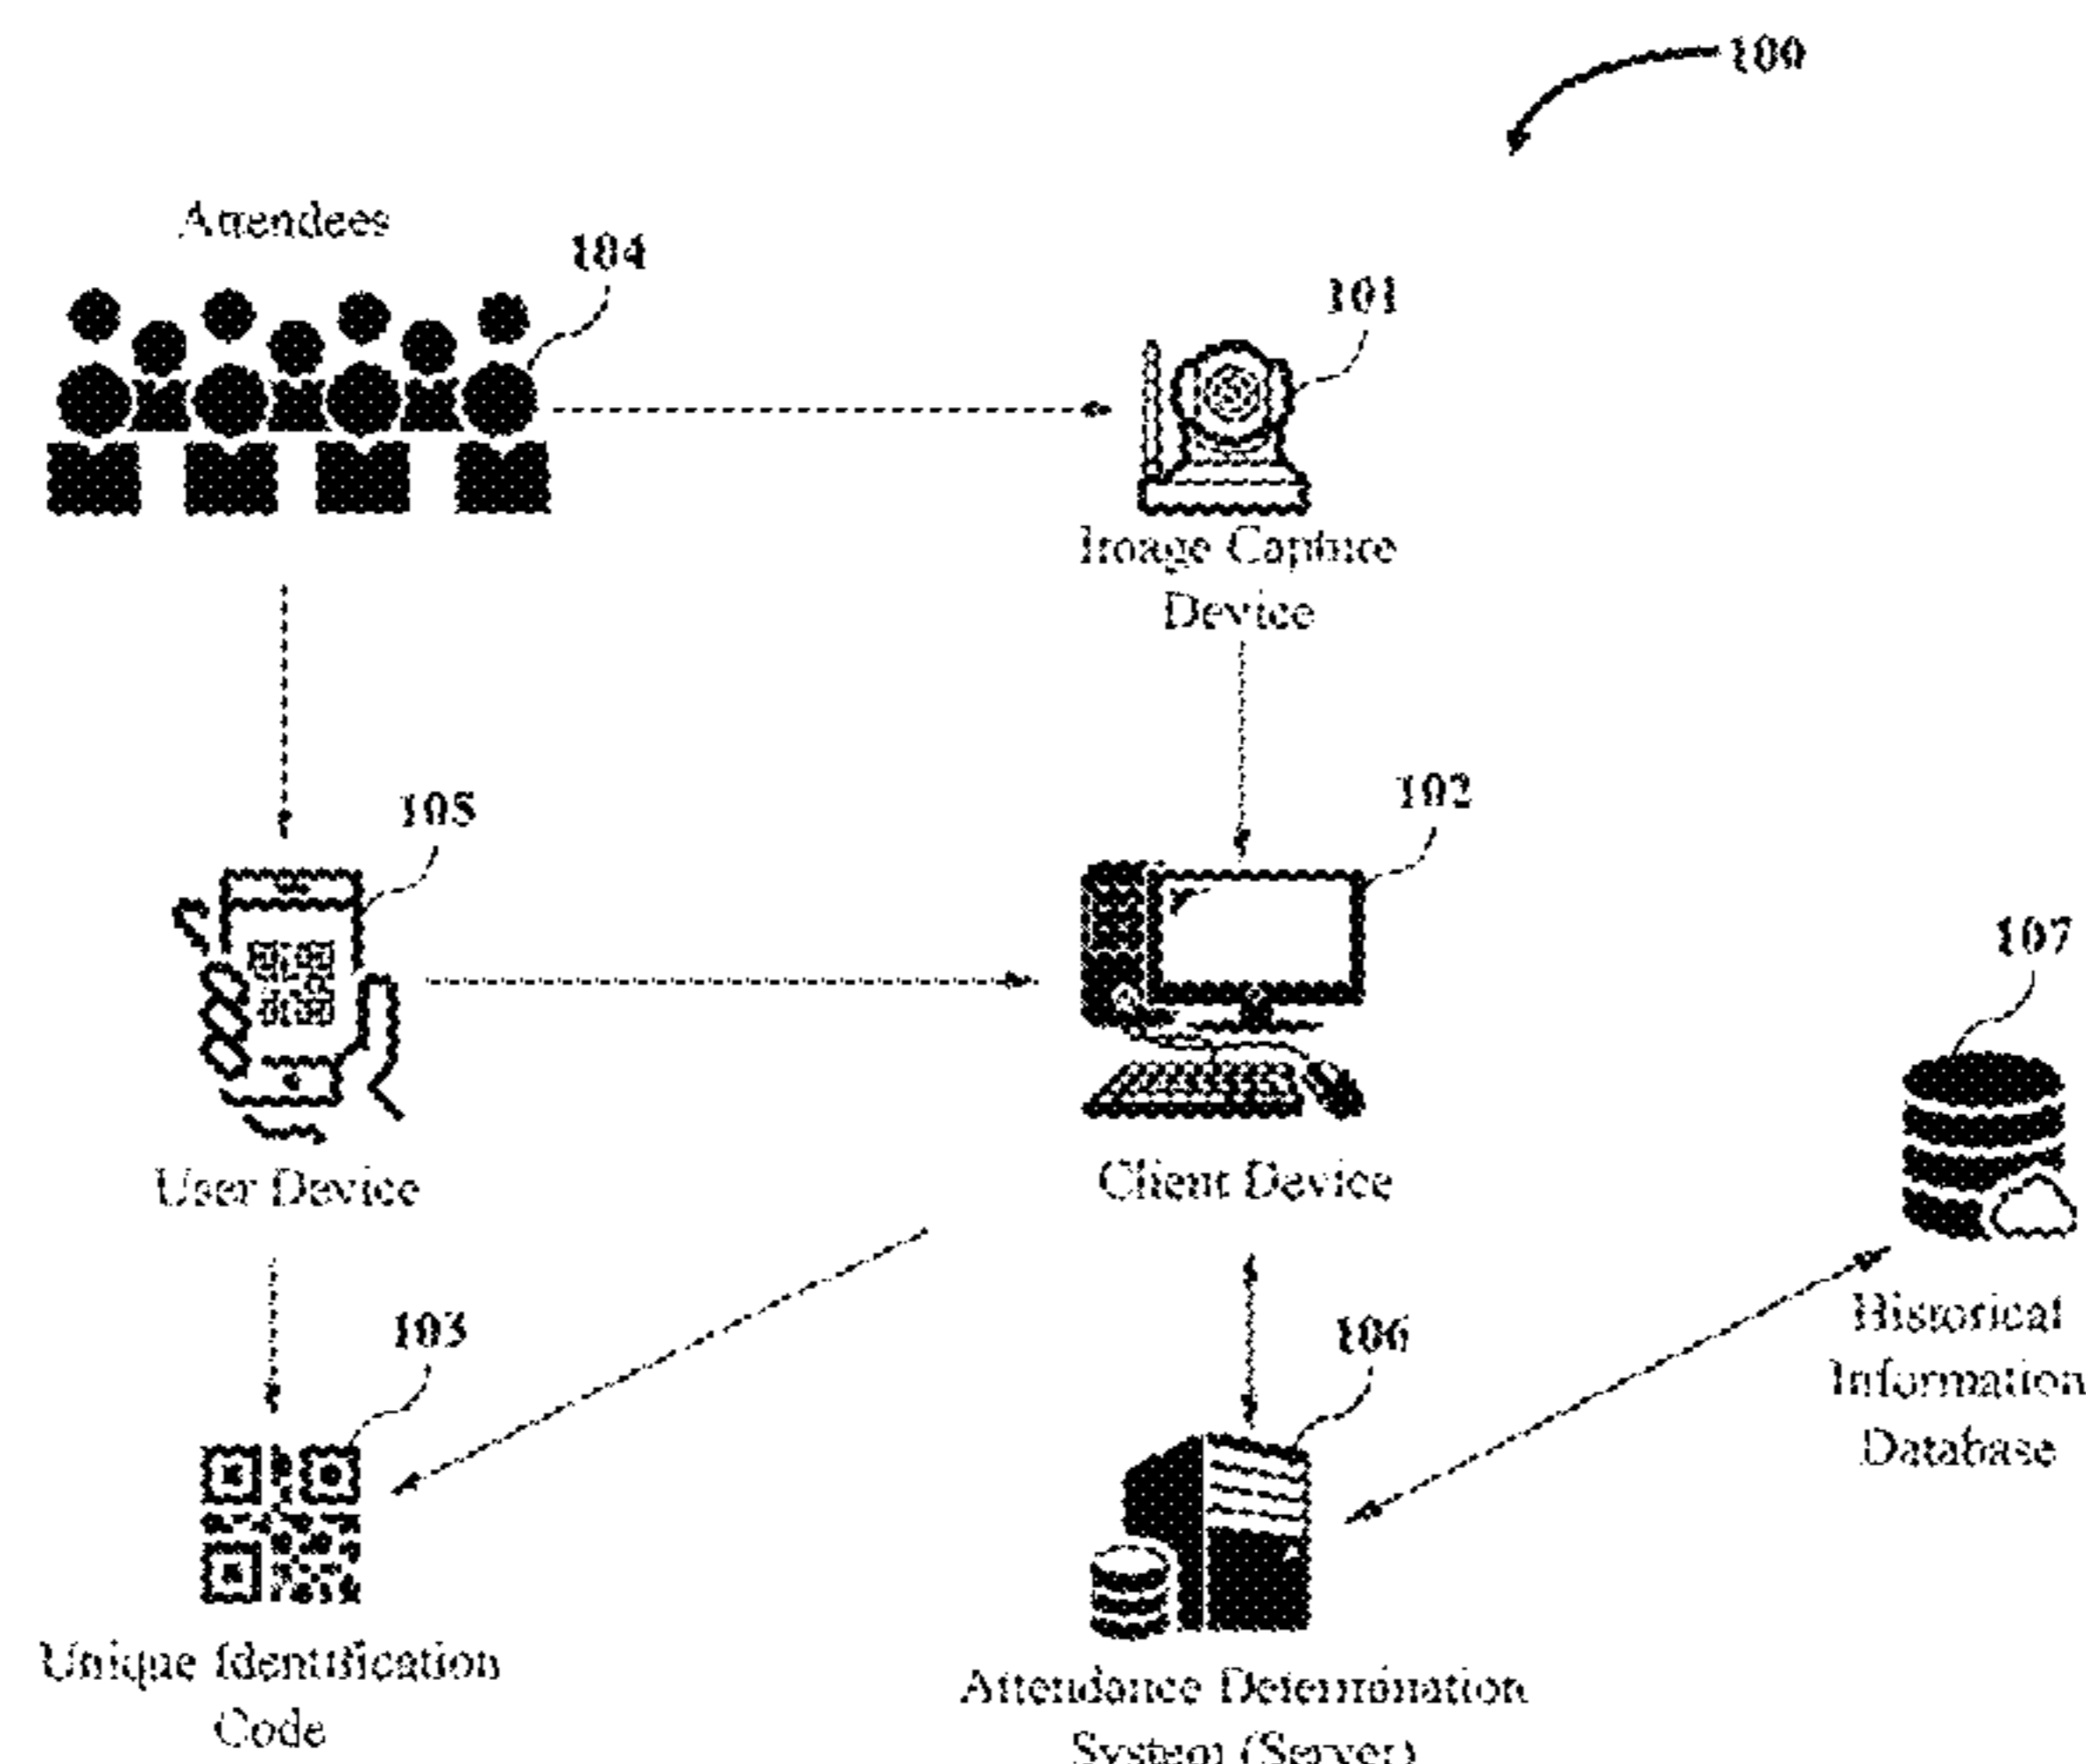 100
Attendees
104
101
Image Capture
Device
105
102
107
User Device
Client Device
103
106
Historical
Information
Database
Unique Identification
Code
Attendance Determination
System (Server)